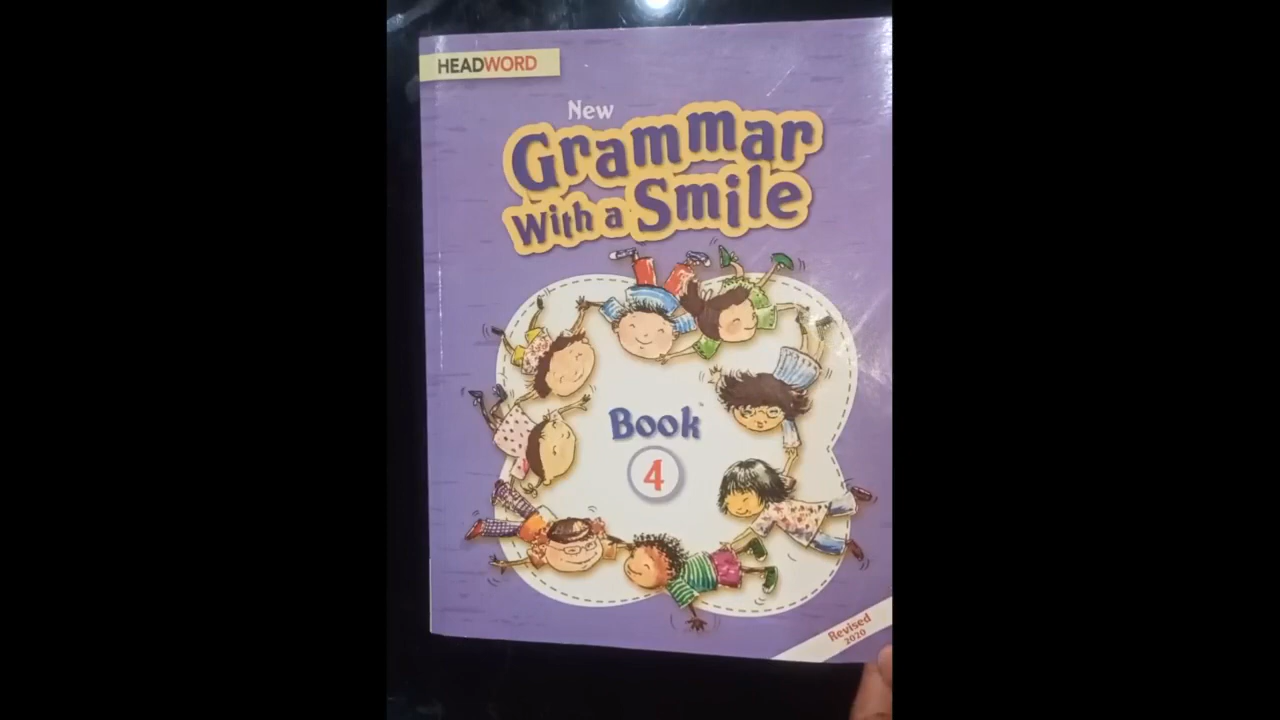 HEADWORD
New
Grammar
With a Smile
Book
4
Revised
2020